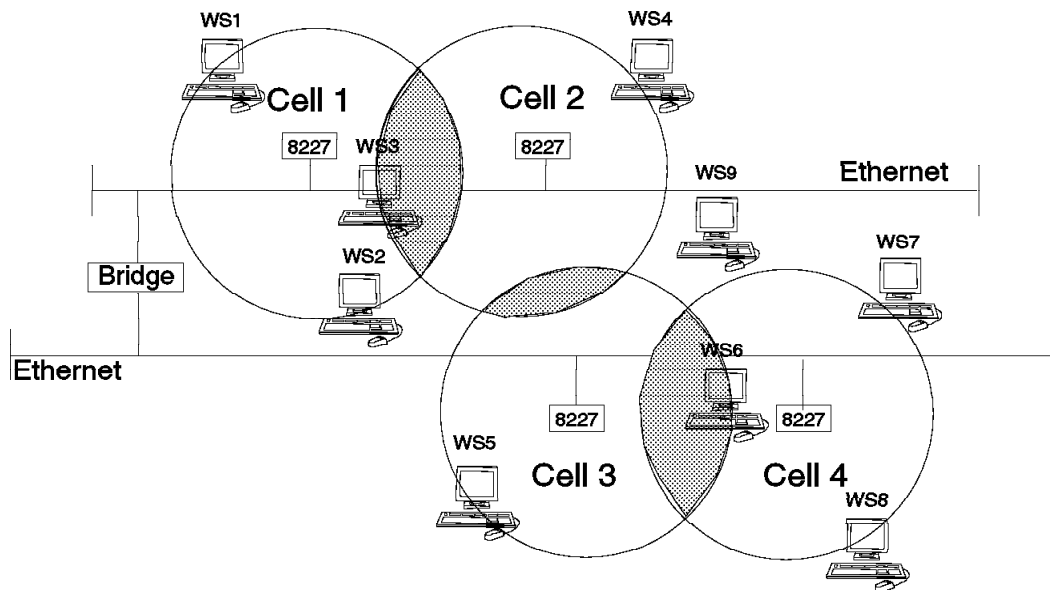 WS1
WS4
Cell 1
Cell 2
8227
WS3
8227
WS9
Ethernet
WS2
WS7
Bridge
WS6
Ethernet
8227
8227
WS5
Cell 3
Cell 4
WS8